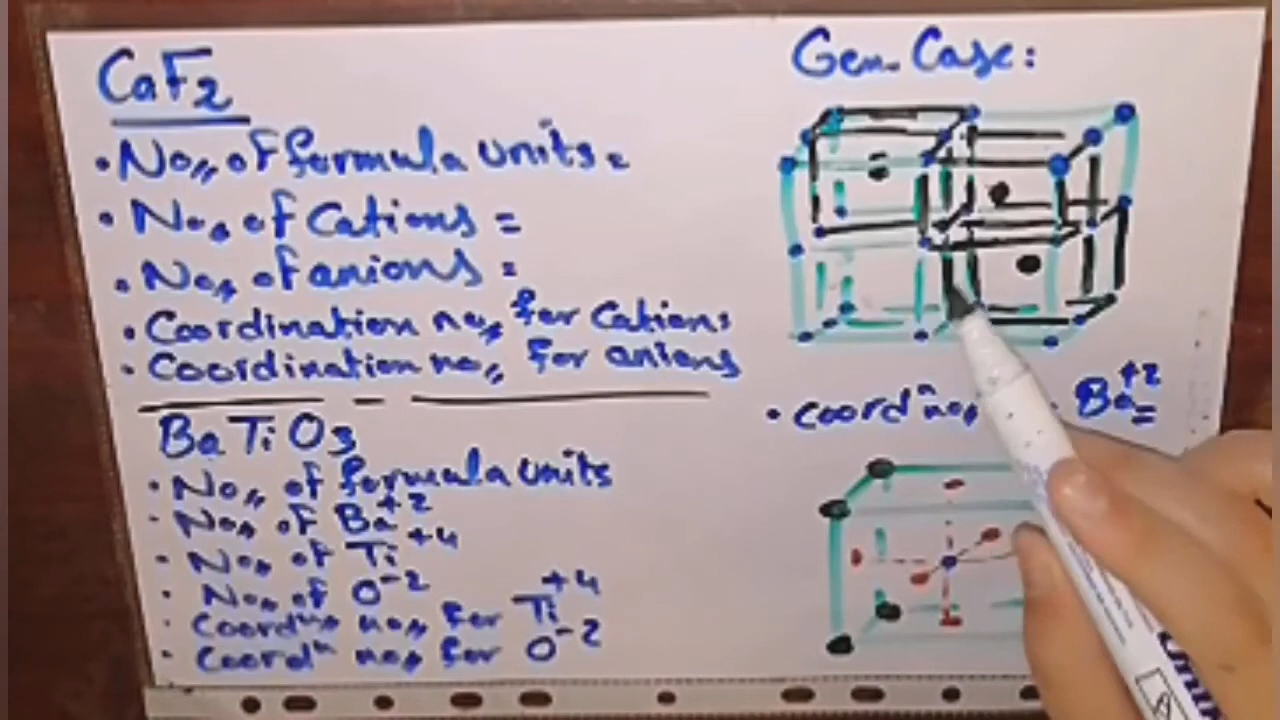 CaF2
• No,, of formula units =
• No,, of Cations =
• No,, of anions =
• Coordination no,, for Cations
• Coordination no,, for anions
BaTiO3
• No,, of formula units
• No,, of Ba+2
• No,, of Ti+4
• No,, of O-2
• Coordn no,, for Ti+4
• Coordn no,, for O-2
Gen. Case:
• coordn no,, Ba+2 =